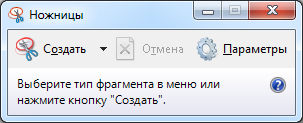 Ножницы
Создать Отмена Параметры
Выберите тип фрагмента в меню или
нажмите кнопку "Создать".